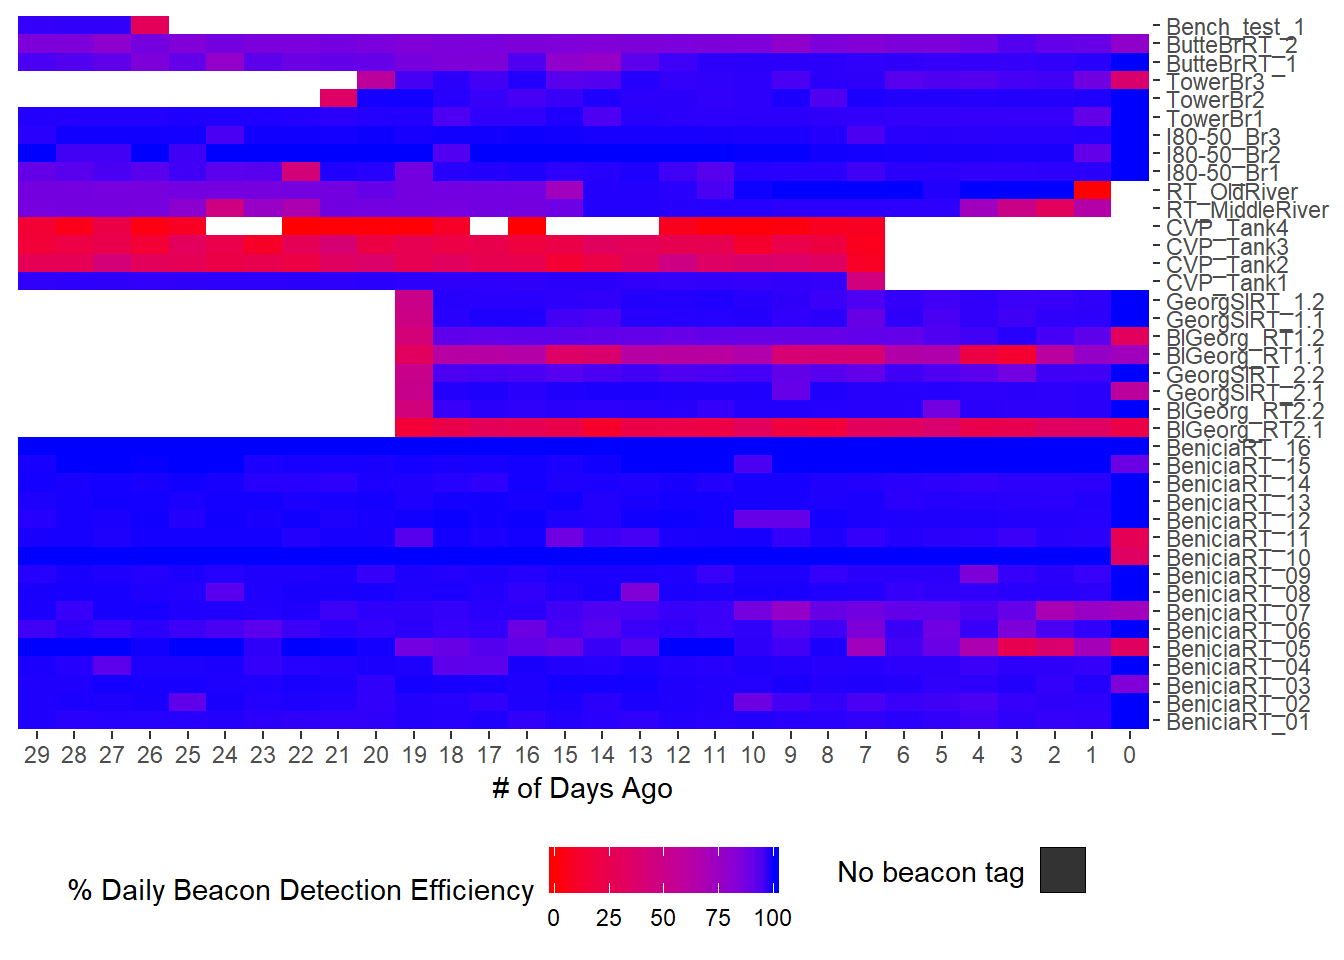 Bench_test_1
ButteBrRT_2
ButteBrRT_1
TowerBr3
TowerBr2
TowerBr1
I80-50_Br3
I80-50_Br2
I80-50_Br1
RT_OldRiver
RT_MiddleRiver
CVP_Tank4
CVP_Tank3
CVP_Tank2
CVP_Tank1
GeorgSlRT_1.2
GeorgSlRT_1.1
BlGeorg_RT1.2
BlGeorg_RT1.1
GeorgSlRT_2.2
GeorgSlRT_2.1
BlGeorg_RT2.2
BlGeorg_RT2.1
BeniciaRT_16
BeniciaRT_15
BeniciaRT_14
BeniciaRT_13
BeniciaRT_12
BeniciaRT_11
BeniciaRT_10
BeniciaRT_09
BeniciaRT_08
BeniciaRT_07
BeniciaRT_06
BeniciaRT_05
BeniciaRT_04
BeniciaRT_03
BeniciaRT_02
BeniciaRT_01
29 28 27 26 25 24 23 22 21 20 19 18 17 16 15 14 13 12 11 10 9 8 7 6 5 4 3 2 1 0
# of Days Ago
% Daily Beacon Detection Efficiency
0 25 50 75 100
No beacon tag